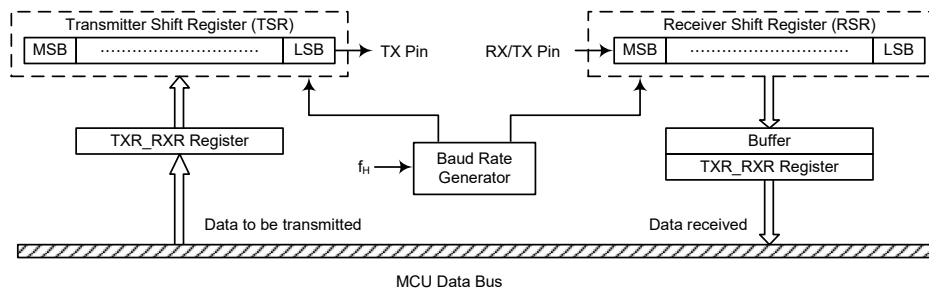 Transmitter Shift Register (TSR)
MSB
LSB
TX Pin
RX/TX Pin
Receiver Shift Register (RSR)
MSB
LSB
TXR_RXR Register
fH
Baud Rate
Generator
Buffer
TXR_RXR Register
Data to be transmitted
Data received
MCU Data Bus